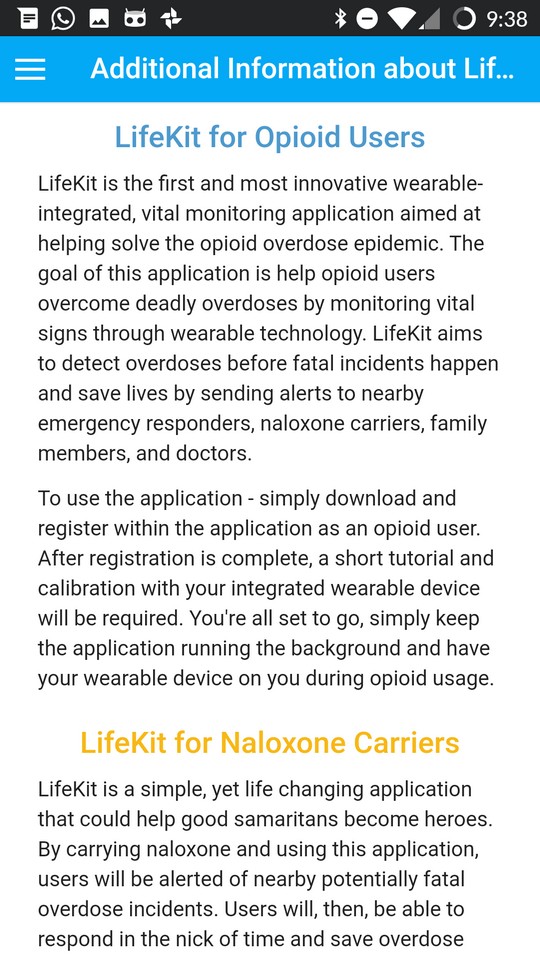 9:38
Additional Information about Lif...
LifeKit for Opioid Users
LifeKit is the first and most innovative wearable-
integrated, vital monitoring application aimed at
helping solve the opioid overdose epidemic. The
goal of this application is help opioid users
overcome deadly overdoses by monitoring vital
signs through wearable technology. LifeKit aims
to detect overdoses before fatal incidents happen
and save lives by sending alerts to nearby
emergency responders, naloxone carriers, family
members, and doctors.
To use the application - simply download and
register within the application as an opioid user.
After registration is complete, a short tutorial and
calibration with your integrated wearable device
will be required. You're all set to go, simply keep
the application running the background and have
your wearable device on you during opioid usage.
LifeKit for Naloxone Carriers
LifeKit is a simple, yet life changing application
that could help good samaritans become heroes.
By carrying naloxone and using this application,
users will be alerted of nearby potentially fatal
overdose incidents. Users will, then, be able to
respond in the nick of time and save overdose